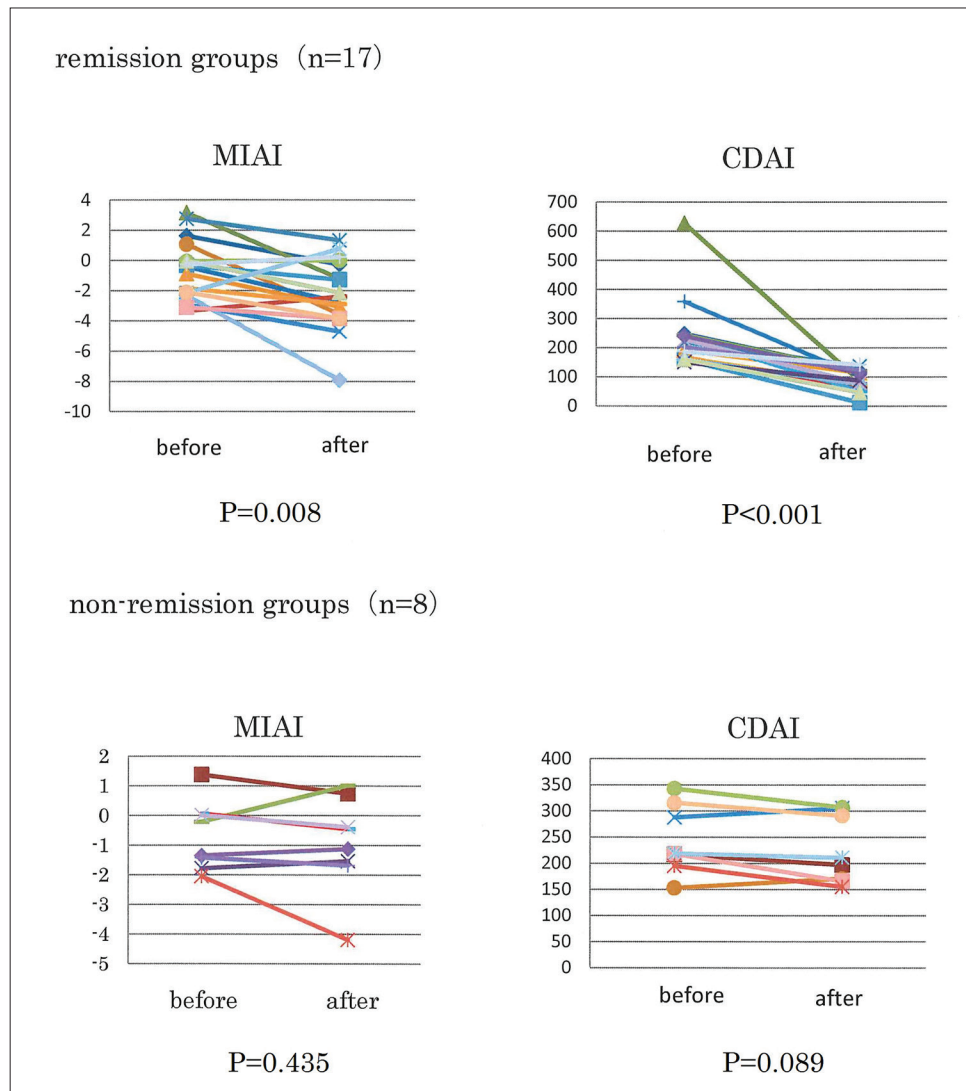 remission groups（n=17）
MIAI
4
2
0
-2
-4
-6
-8
-10
before after
P=0.008
CDAI
700
600
500
400
300
200
100
0
before after
P<0.001
non-remission groups（n=8）
MIAI
2
1
0
-1
-2
-3
-4
-5
before after
P=0.435
CDAI
400
350
300
250
200
150
100
50
0
before after
P=0.089